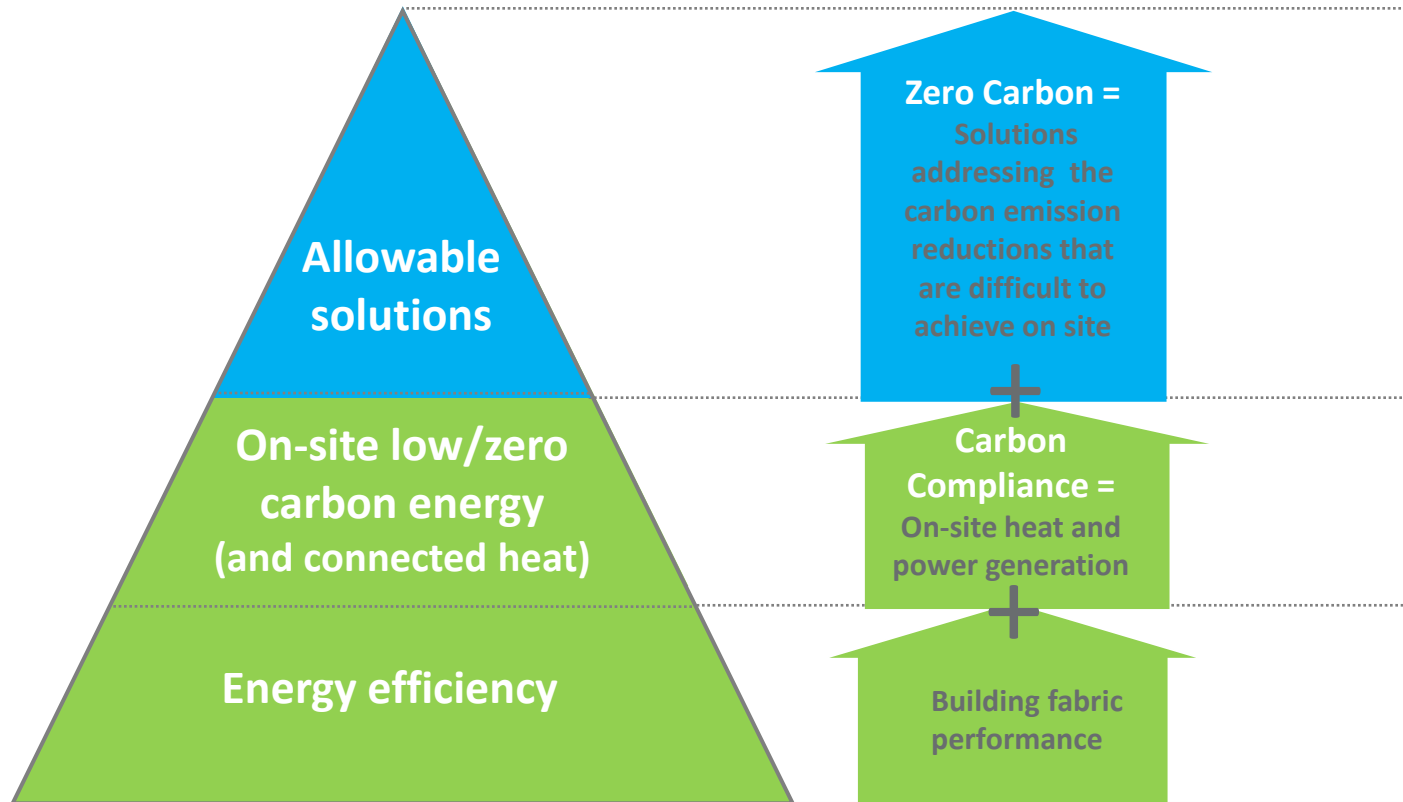 Allowable
solutions
On-site low/zero
carbon energy
(and connected heat)
Energy efficiency
Zero Carbon =
Solutions
addressing the
carbon emission
reductions that
are difficult to
achieve on site
+
Carbon
Compliance =
On-site heat and
power generation
+
Building fabric
performance